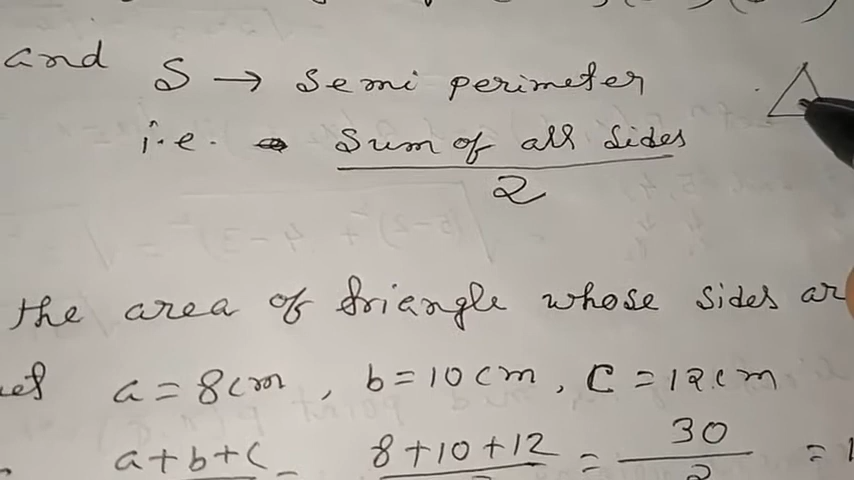 and S → Semi perimeter
i.e. Sum of all Sides
2
the area of triangle whose sides
a = 8cm, b = 10cm, C = 12cm
a+b+c 8+10+12 = 30 =
2